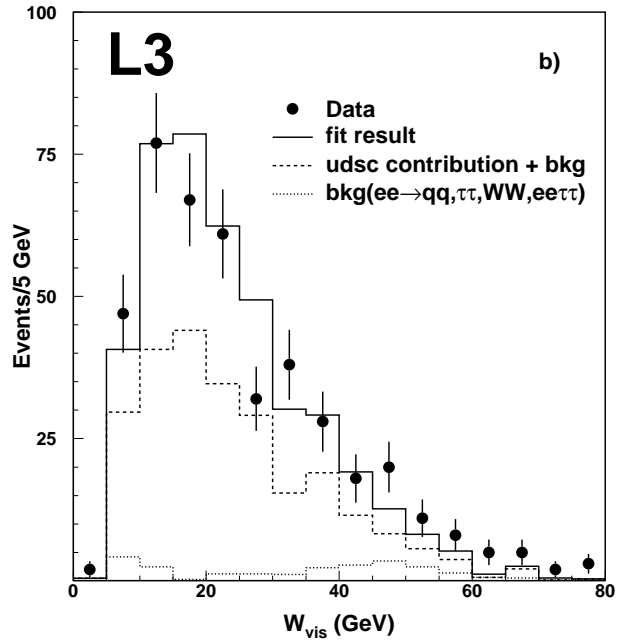 L3
b)
Data
fit result
udsc contribution + bkg
bkg(ee→qq,ττ,WW,eeττ)
Events/5 GeV
100
75
50
25
0 20 40 60 80
W_vis (GeV)